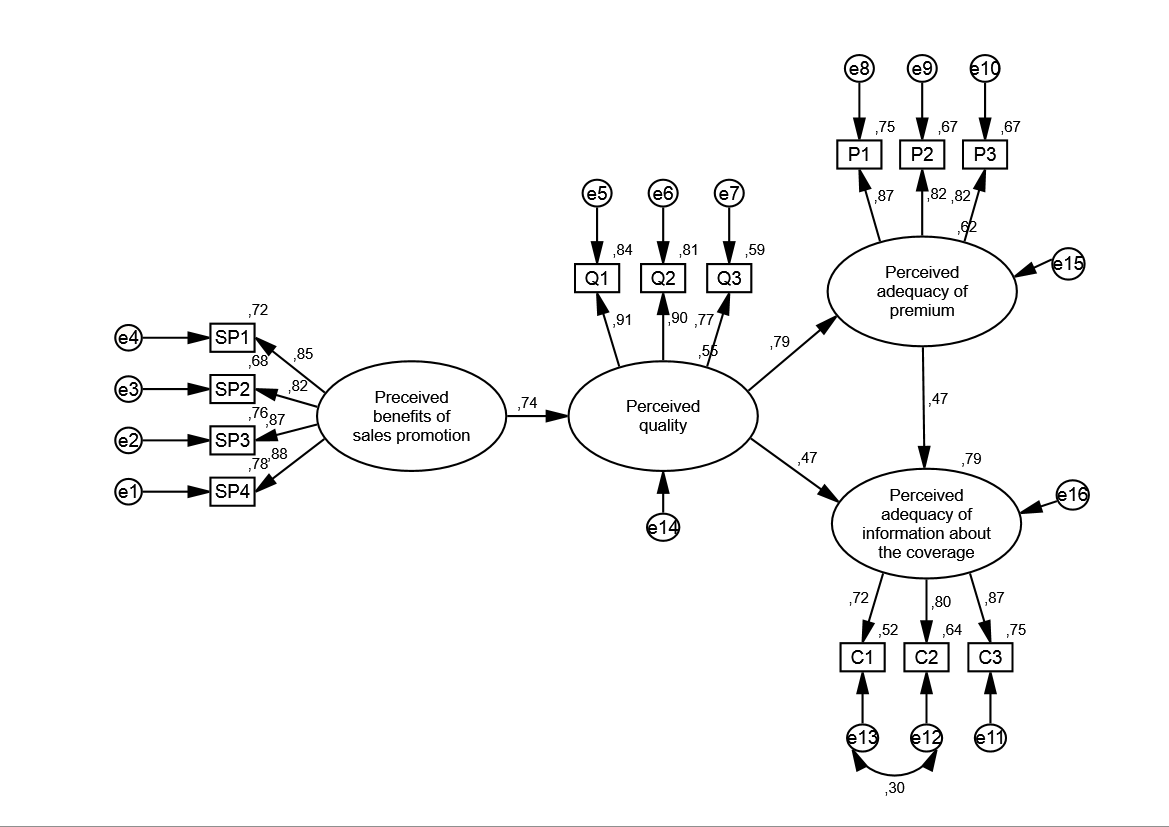 e8
e9
e10
,75
,67
,67
P1
P2
P3
,87
,82
,82
,62
e5
e6
e7
,84
,81
,59
Q1
Q2
Q3
,91
,90
,77
,55
Perceived
adequacy of
premium
e15
,72
e4
SP1
,85
,68
e3
SP2
,82
,76
,87
e2
SP3
,78
,88
e1
SP4
Preceived
benefits of
sales promotion
,74
Perceived
quality
,79
,47
,47
e14
,79
Perceived
adequacy of
information about
the coverage
e16
,72
,80
,87
,52
,64
,75
C1
C2
C3
e13
e12
e11
,30